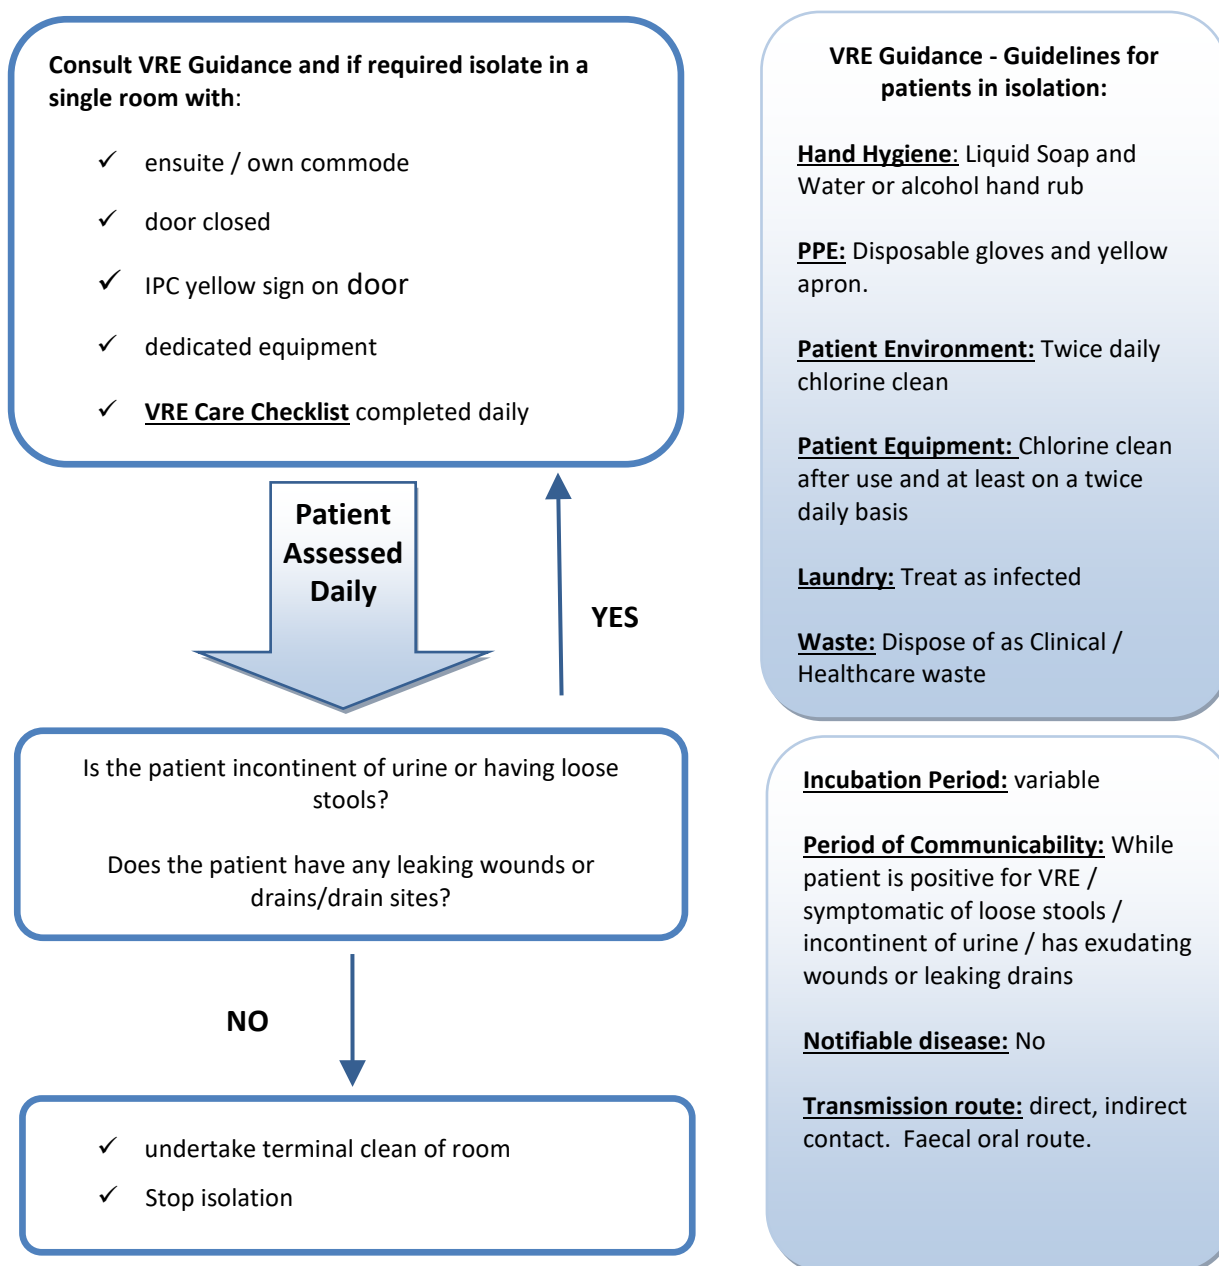 Consult VRE Guidance and if required isolate in a
single room with:
✓ ensuite / own commode
✓ door closed
✓ IPC yellow sign on door
✓ dedicated equipment
✓ VRE Care Checklist completed daily
Patient
Assessed
Daily
YES
Is the patient incontinent of urine or having loose
stools?
Does the patient have any leaking wounds or
drains/drain sites?
NO
✓ undertake terminal clean of room
✓ Stop isolation
VRE Guidance - Guidelines for
patients in isolation:
Hand Hygiene: Liquid Soap and
Water or alcohol hand rub
PPE: Disposable gloves and yellow
apron.
Patient Environment: Twice daily
chlorine clean
Patient Equipment: Chlorine clean
after use and at least on a twice
daily basis
Laundry: Treat as infected
Waste: Dispose of as Clinical /
Healthcare waste
Incubation Period: variable
Period of Communicability: While
patient is positive for VRE /
symptomatic of loose stools /
incontinent of urine / has exudating
wounds or leaking drains
Notifiable disease: No
Transmission route: direct, indirect
contact. Faecal oral route.